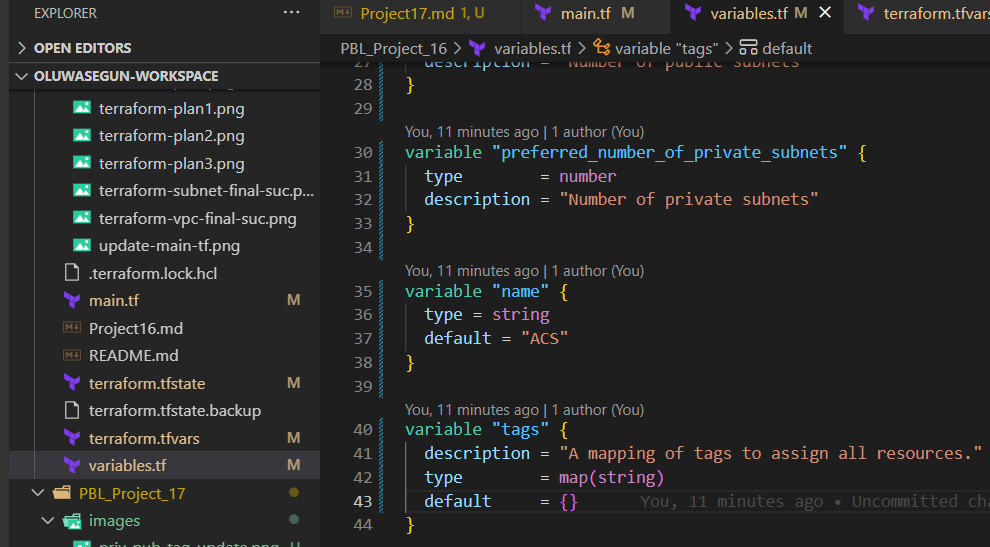 EXPLORER
OPEN EDITORS
OLUWASEGUN-WORKSPACE
terraform-plan1.png
terraform-plan2.png
terraform-plan3.png
terraform-subnet-final-suc.p...
terraform-vpc-final-suc.png
update-main-tf.png
.terraform.lock.hcl
main.tf M
Project16.md
README.md
terraform.tfstate M
terraform.tfstate.backup
terraform.tfvars M
variables.tf M
PBL_Project_17
images
priv-pub-tag-update.png U
Project17.md 1, U
main.tf M
variables.tf M
terraform.tfvars
PBL_Project_16 > variables.tf > variable "tags" > default
27 description = "Number of public subnets"
28 }
29
You, 11 minutes ago | 1 author (You)
30 variable "preferred_number_of_private_subnets" {
31 type = number
32 description = "Number of private subnets"
33 }
34
You, 11 minutes ago | 1 author (You)
35 variable "name" {
36 type = string
37 default = "ACS"
38 }
39
You, 11 minutes ago | 1 author (You)
40 variable "tags" {
41 description = "A mapping of tags to assign all resources."
42 type = map(string)
43 default = {} You, 11 minutes ago • Uncommitted cha
44 }